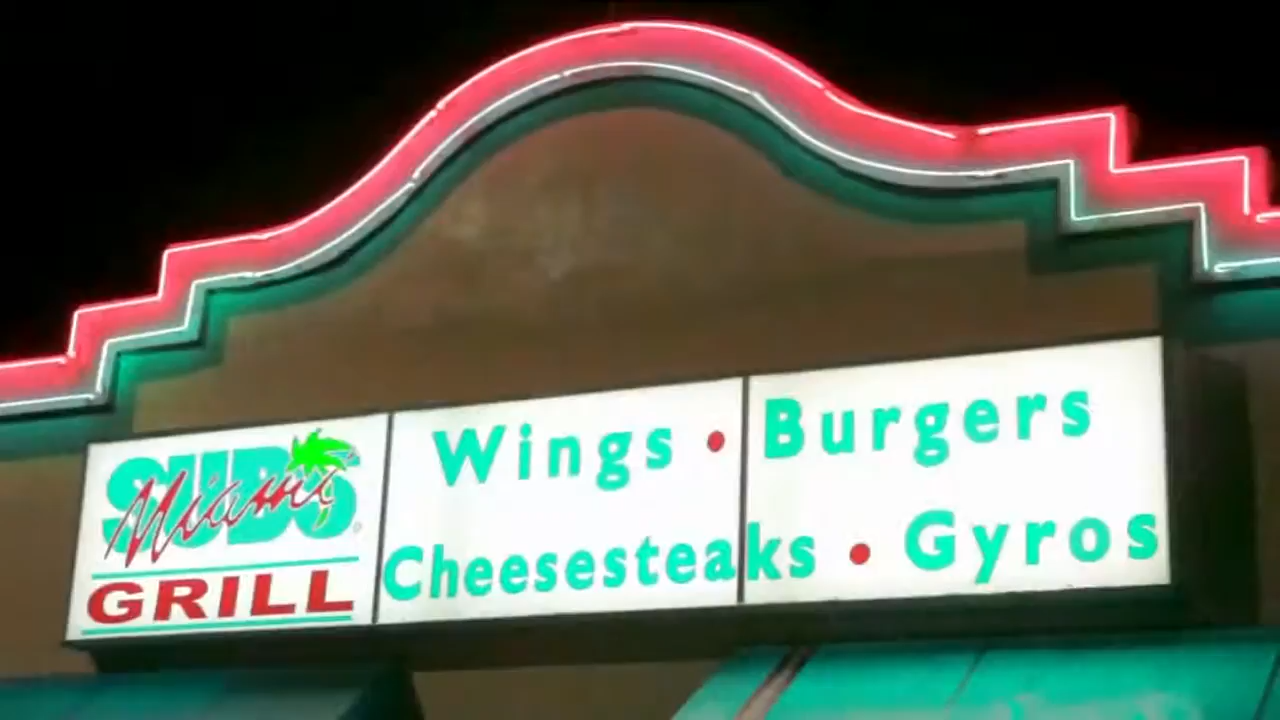 Miami
SUBS
GRILL
Wings • Burgers
Cheesesteaks • Gyros